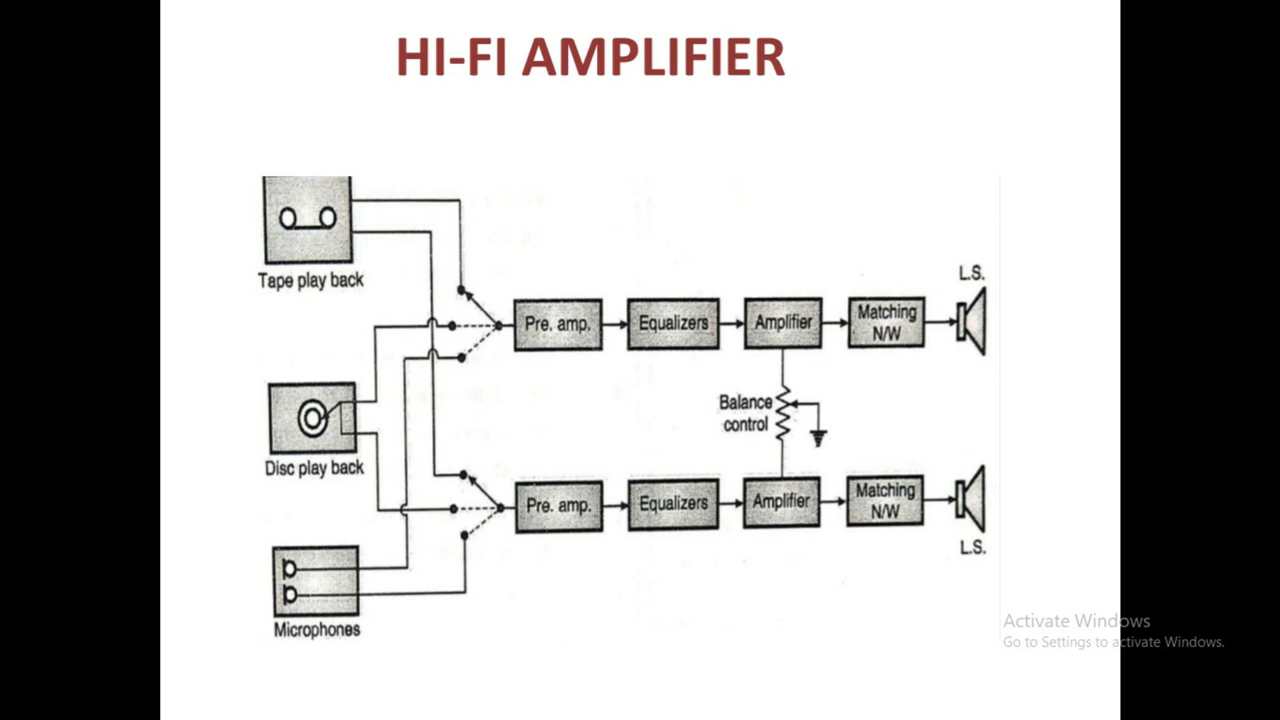 HI-FI AMPLIFIER
Tape play back
L.S.
Pre. amp.
Equalizers
Amplifier
Matching
N/W
Balance
control
Disc play back
Pre. amp.
Equalizers
Amplifier
Matching
N/W
L.S.
Microphones
Activate Windows
Go to Settings to activate Windows.